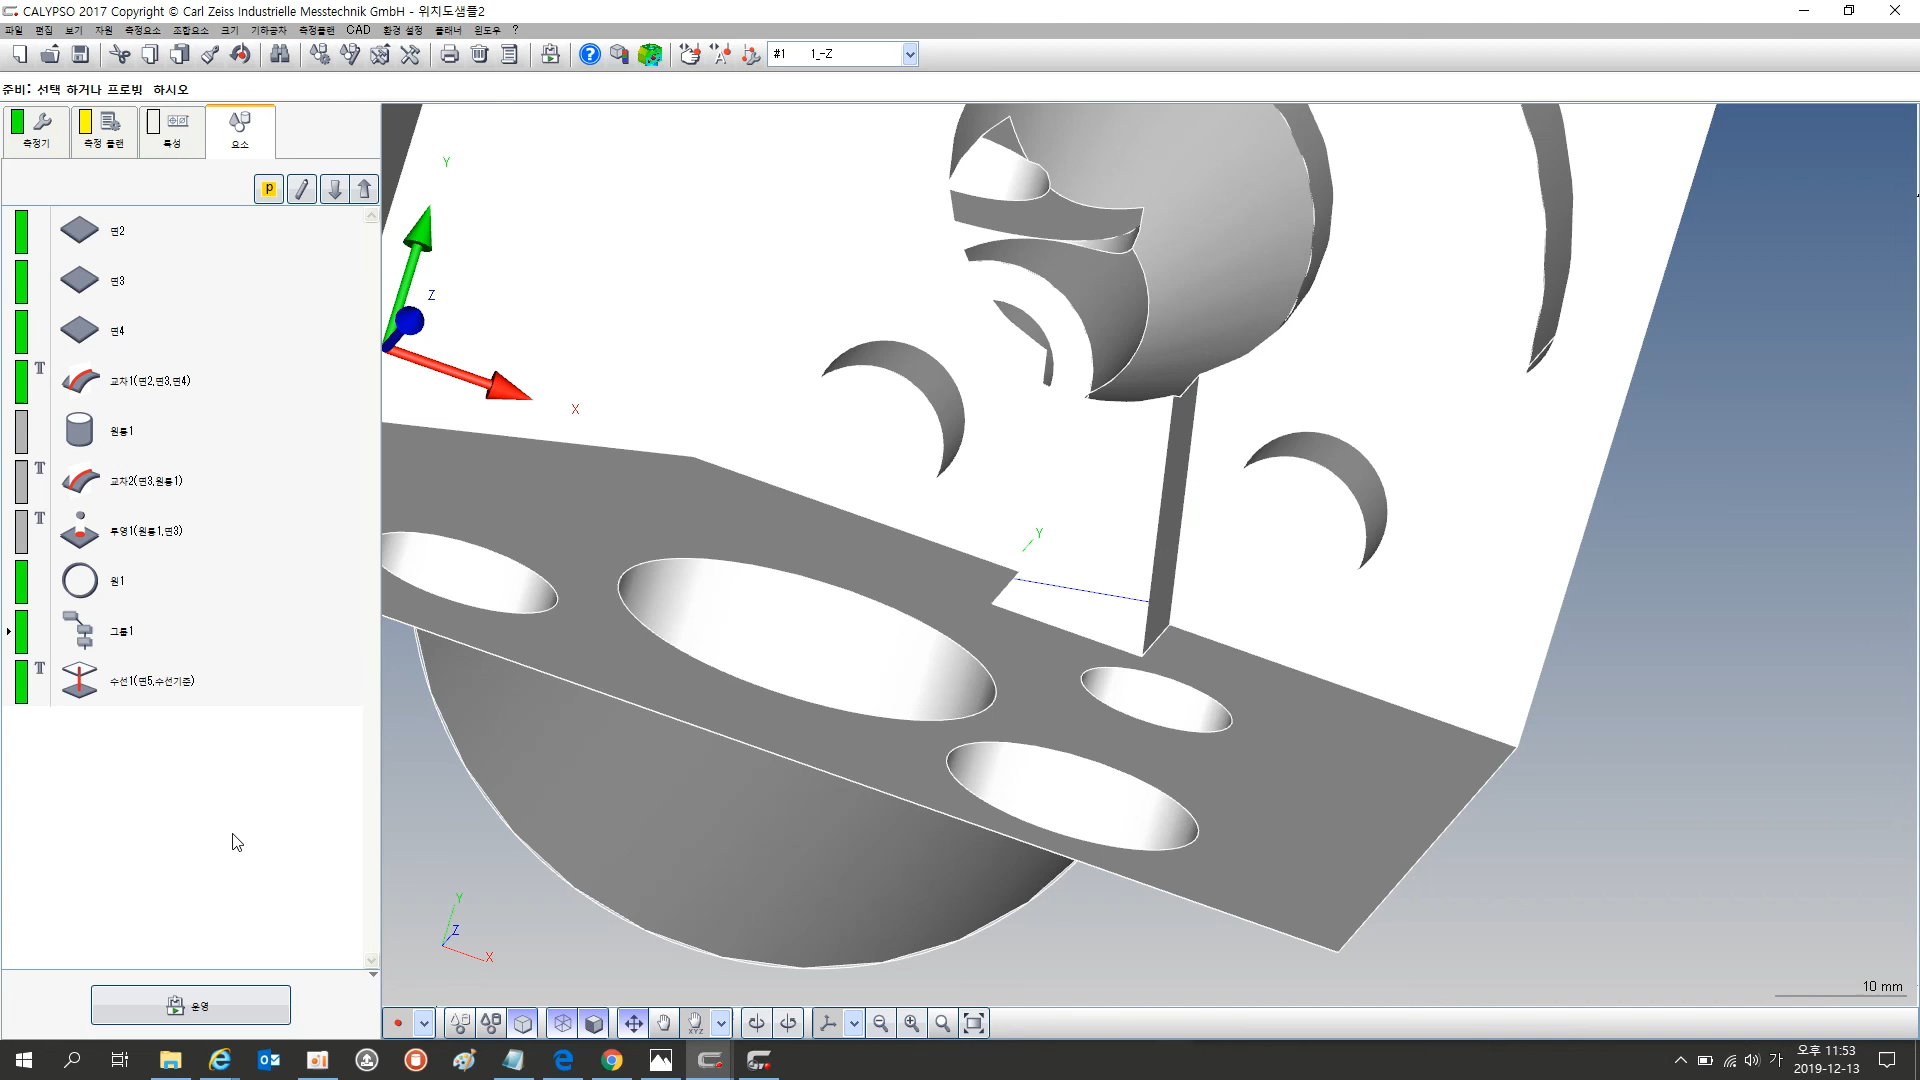 CALYPSO 2017 Copyright © Carl Zeiss Industrielle Messtechnik GmbH - 위치도샘플2
파일 편집 보기 자원 측정요소 조합요소 크기 기하공차 측정플랜 CAD 환경 설정 플래너 윈도우 ?
#1 1_-Z
준비: 선택 하거나 프로빙 하시오
측정기 측정 플랜 특성 요소
P
면2
면3
면4
T 교차1(면2,면3,면4)
원통1
T 교차2(면3,원통1)
T 투영1(원통1,면3)
원1
그룹1
T 수선1(면5,수선기준)
운영
Y
Z
X
Y
Y
Z
X
10 mm
XYZ
가
오후 11:53
2019-12-13